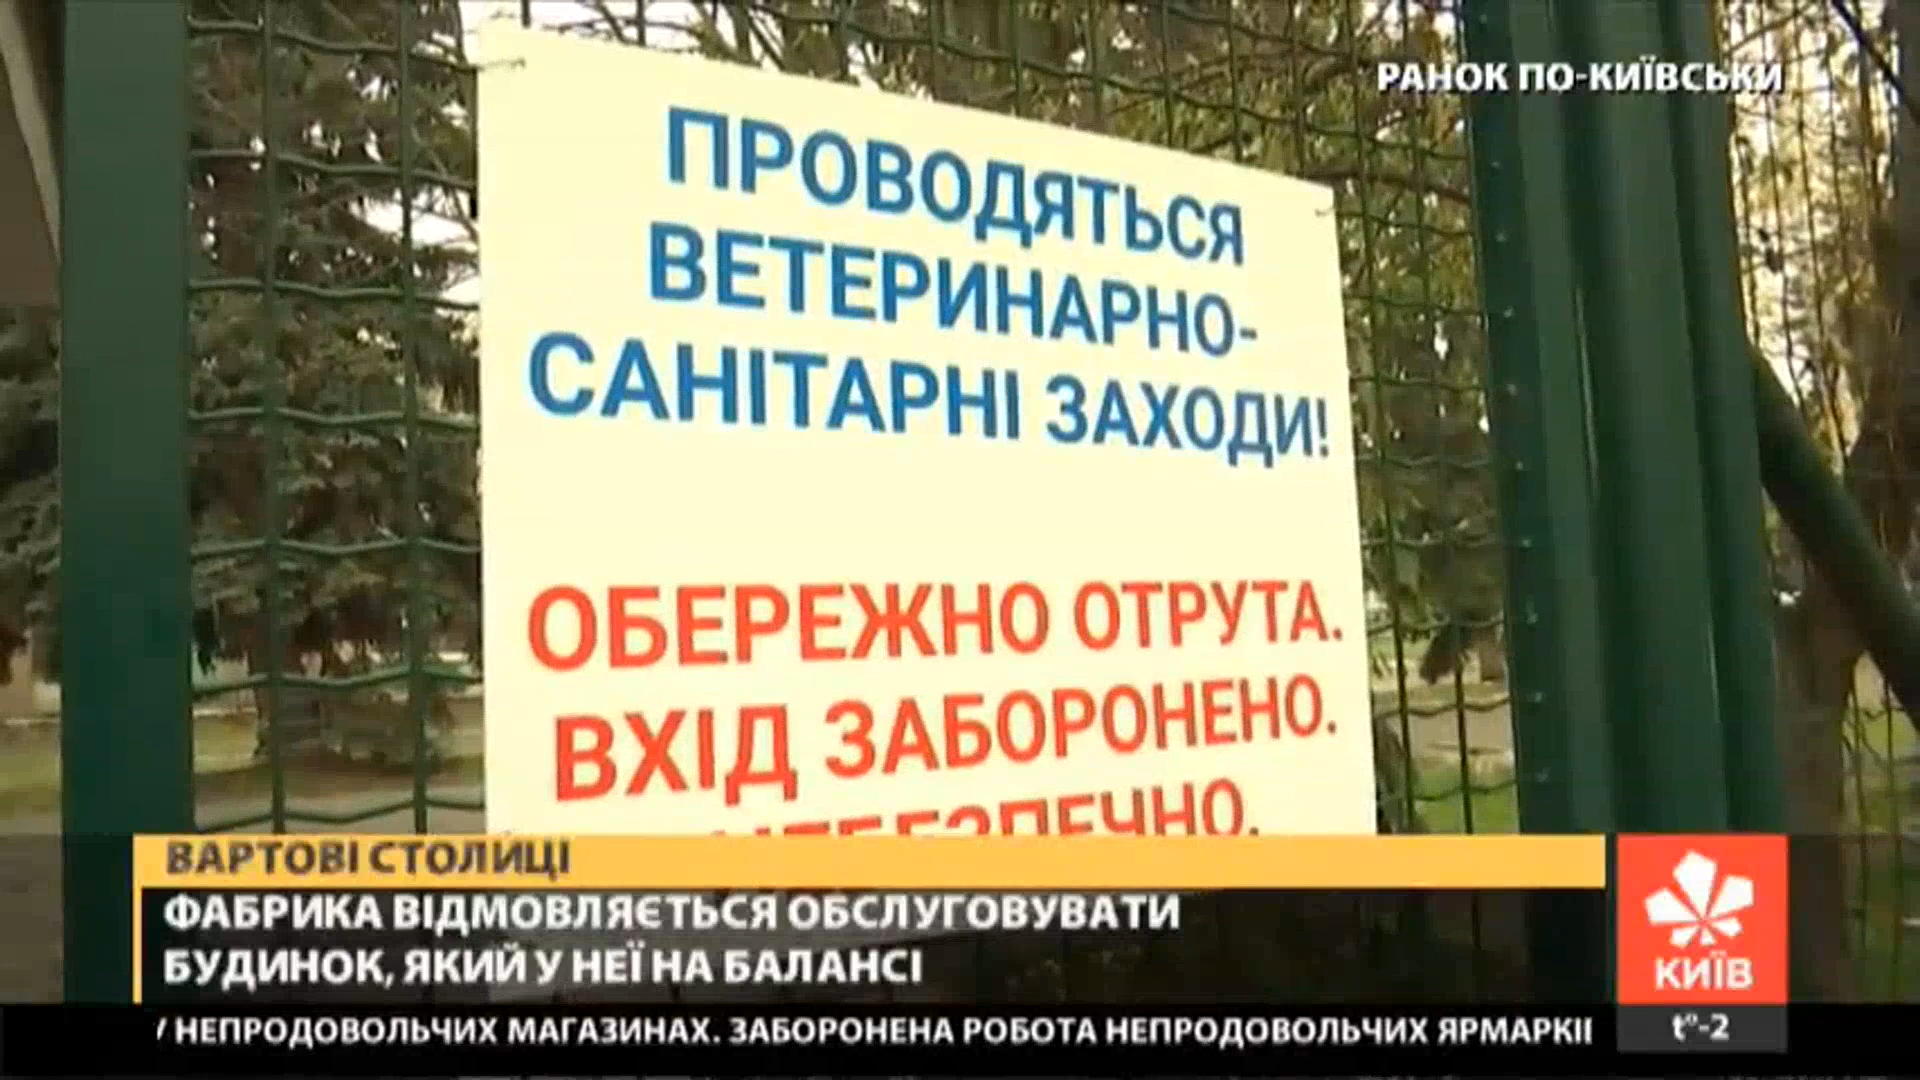 РАНОК ПО-КИЇВСЬКИ
ПРОВОДЯТЬСЯ
ВЕТЕРИНАРНО-
САНІТАРНІ ЗАХОДИ!
ОБЕРЕЖНО ОТРУТА.
ВХІД ЗАБОРОНЕНО.
ВАРТОВІ СТОЛИЦІ
ФАБРИКА ВІДМОВЛЯЄТЬСЯ ОБСЛУГОВУВАТИ
БУДИНОК, ЯКИЙ У НЕЇ НА БАЛАНСІ
КИЇВ
У НЕПРОДОВОЛЬЧИХ МАГАЗИНАХ. ЗАБОРОНЕНА РОБОТА НЕПРОДОВОЛЬЧИХ
t°-2